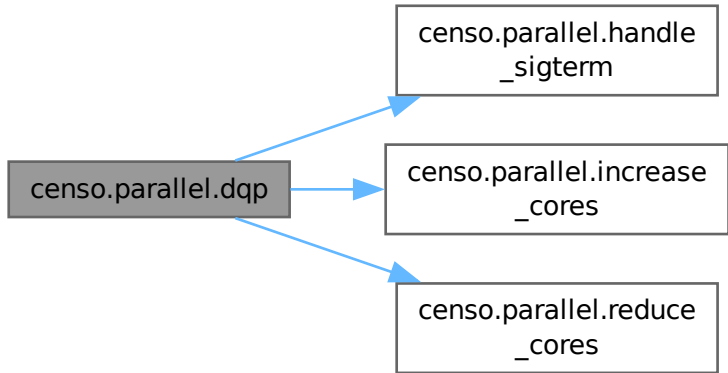 censo.parallel.handle
_sigterm
censo.parallel.dqp
censo.parallel.increase
_cores
censo.parallel.reduce
_cores